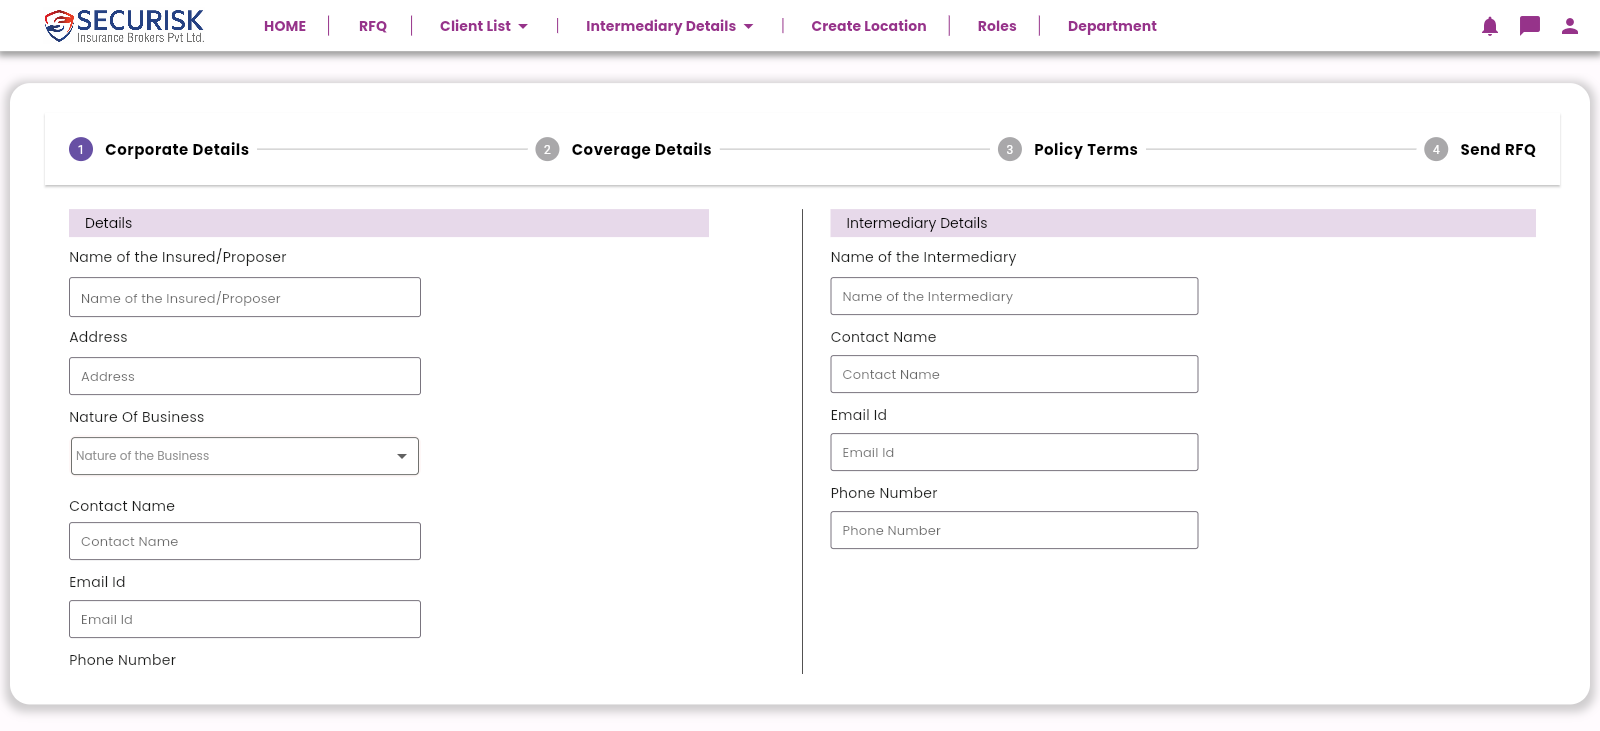 SECURISK
Insurance Brokers Pvt Ltd.
HOME RFQ Client List Intermediary Details Create Location Roles Department
1 Corporate Details 2 Coverage Details 3 Policy Terms 4 Send RFQ
Details
Name of the Insured/Proposer
Name of the Insured/Proposer
Address
Address
Nature Of Business
Nature of the Business
Contact Name
Contact Name
Email Id
Email Id
Phone Number
Intermediary Details
Name of the Intermediary
Name of the Intermediary
Contact Name
Contact Name
Email Id
Email Id
Phone Number
Phone Number